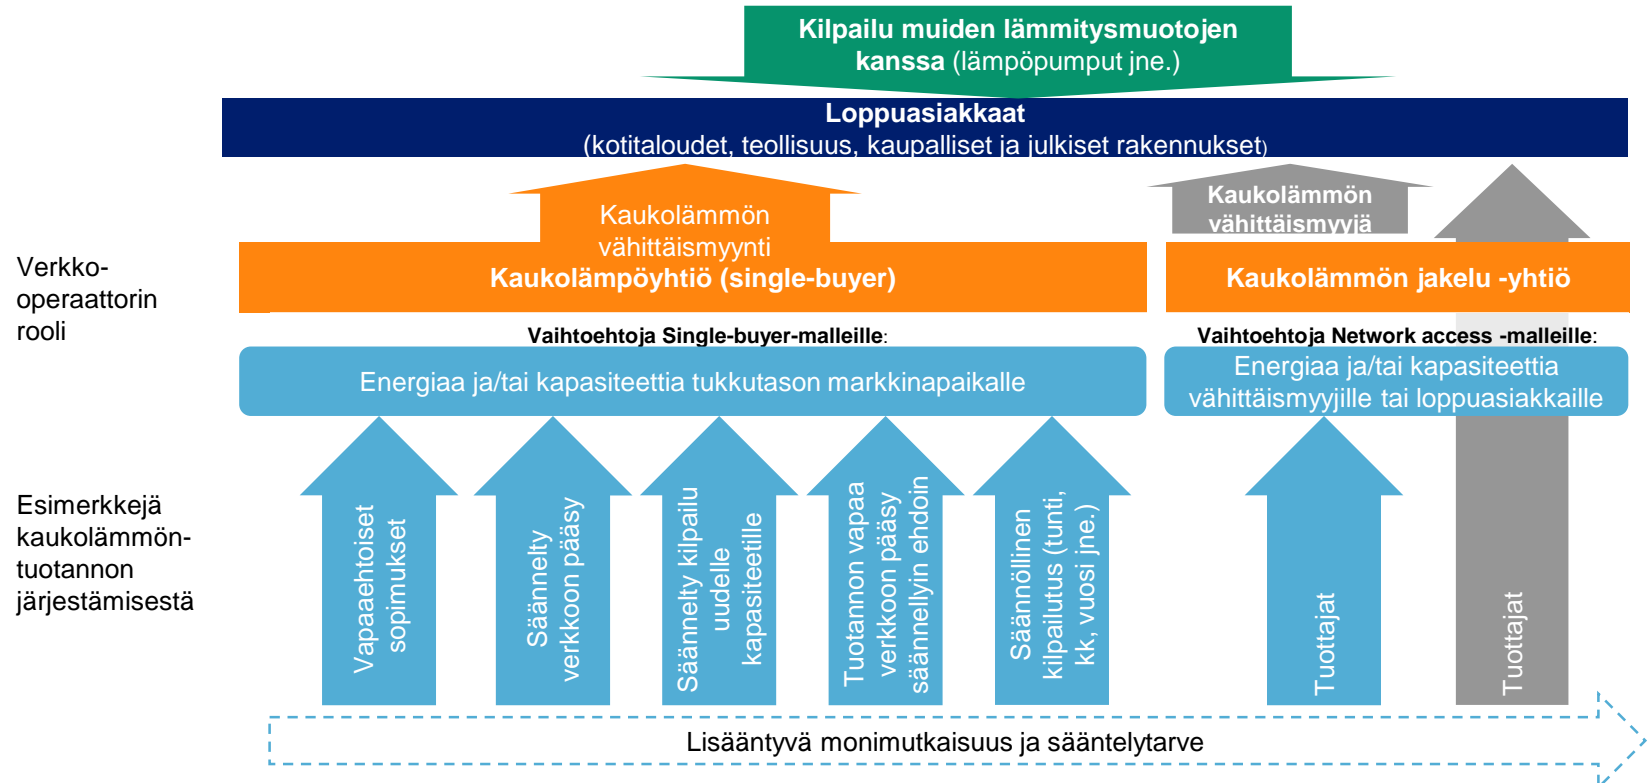 Kilpailu muiden lämmitysmuotojen
kanssa (lämpöpumput jne.)
Loppuasiakkaat
(kotitaloudet, teollisuus, kaupalliset ja julkiset rakennukset)
Kaukolämmön
vähittäismyynti
Kaukolämmön
vähittäismyyjä
Verkko-
operaattorin
rooli
Kaukolämpöyhtiö (single-buyer)
Kaukolämmön jakelu -yhtiö
Vaihtoehtoja Single-buyer-malleille:
Vaihtoehtoja Network access -malleille:
Energiaa ja/tai kapasiteettia tukkutason markkinapaikalle
Energiaa ja/tai kapasiteettia
vähittäismyyjille tai loppuasiakkaille
Esimerkkejä
kaukolämmön-
tuotannon
järjestämisestä
Vapaaehtoiset
sopimukset
Säännelty
verkkoon pääsy
Säännelty kilpailu
uudelle
kapasiteetille
Tuotannon vapaa
verkkoon pääsy
säännellyin ehdoin
Säännöllinen
kilpailutus (tunti,
kk, vuosi jne.)
Tuottajat
Tuottajat
Lisääntyvä monimutkaisuus ja sääntelytarve